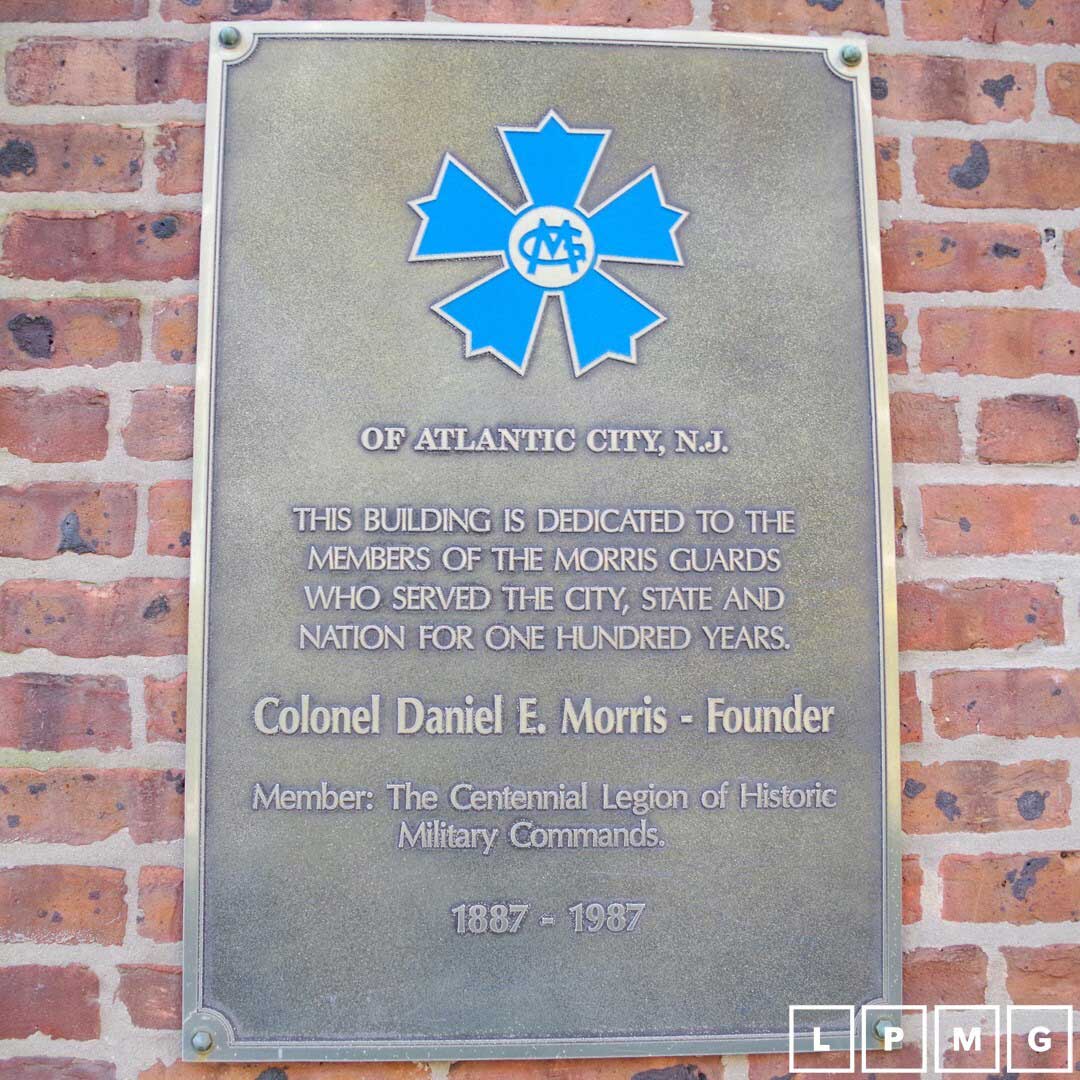 MG
OF ATLANTIC CITY, N.J.
THIS BUILDING IS DEDICATED TO THE
MEMBERS OF THE MORRIS GUARDS
WHO SERVED THE CITY, STATE AND
NATION FOR ONE HUNDRED YEARS.
Colonel Daniel E. Morris - Founder
Member: The Centennial Legion of Historic
Military Commands.
1887 - 1987
LPMG